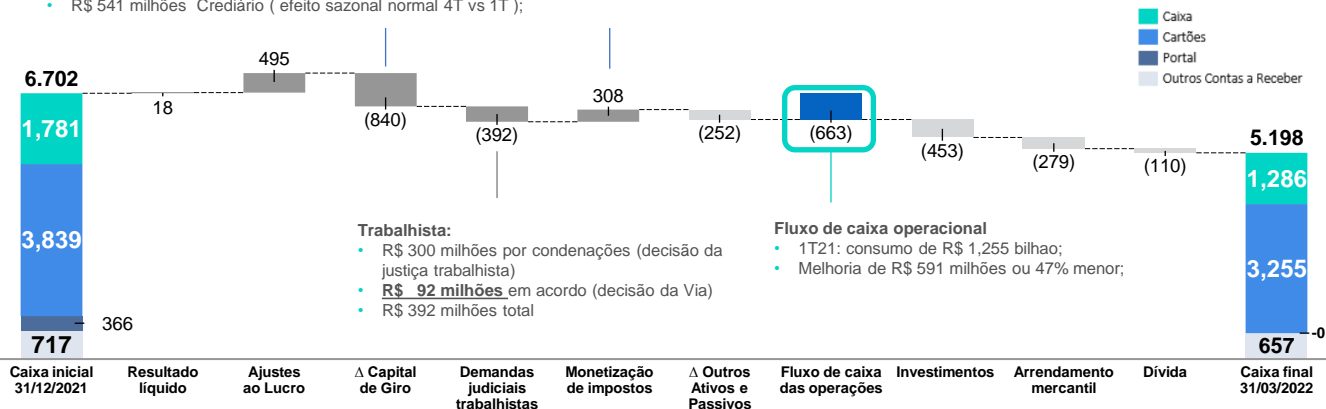 • R$ 541 milhões Crediário ( efeito sazonal normal 4T vs 1T );
Caixa
Cartões
Portal
Outros Contas a Receber
6.702
1,781
3,839
366
717
18
495
(840)
(392)
308
(252)
(663)
(453)
(279)
(110)
5.198
1,286
3,255
-0
657
Trabalhista:
• R$ 300 milhões por condenações (decisão da
justiça trabalhista)
• R$ 92 milhões em acordo (decisão da Via)
• R$ 392 milhões total
Fluxo de caixa operacional
• 1T21: consumo de R$ 1,255 bilhao;
• Melhoria de R$ 591 milhões ou 47% menor;
Caixa inicial
31/12/2021
Resultado
líquido
Ajustes
ao Lucro
Δ Capital
de Giro
Demandas
judiciais
trabalhistas
Monetização
de impostos
Δ Outros
Ativos e
Passivos
Fluxo de caixa
das operações
Investimentos
Arrendamento
mercantil
Dívida
Caixa final
31/03/2022